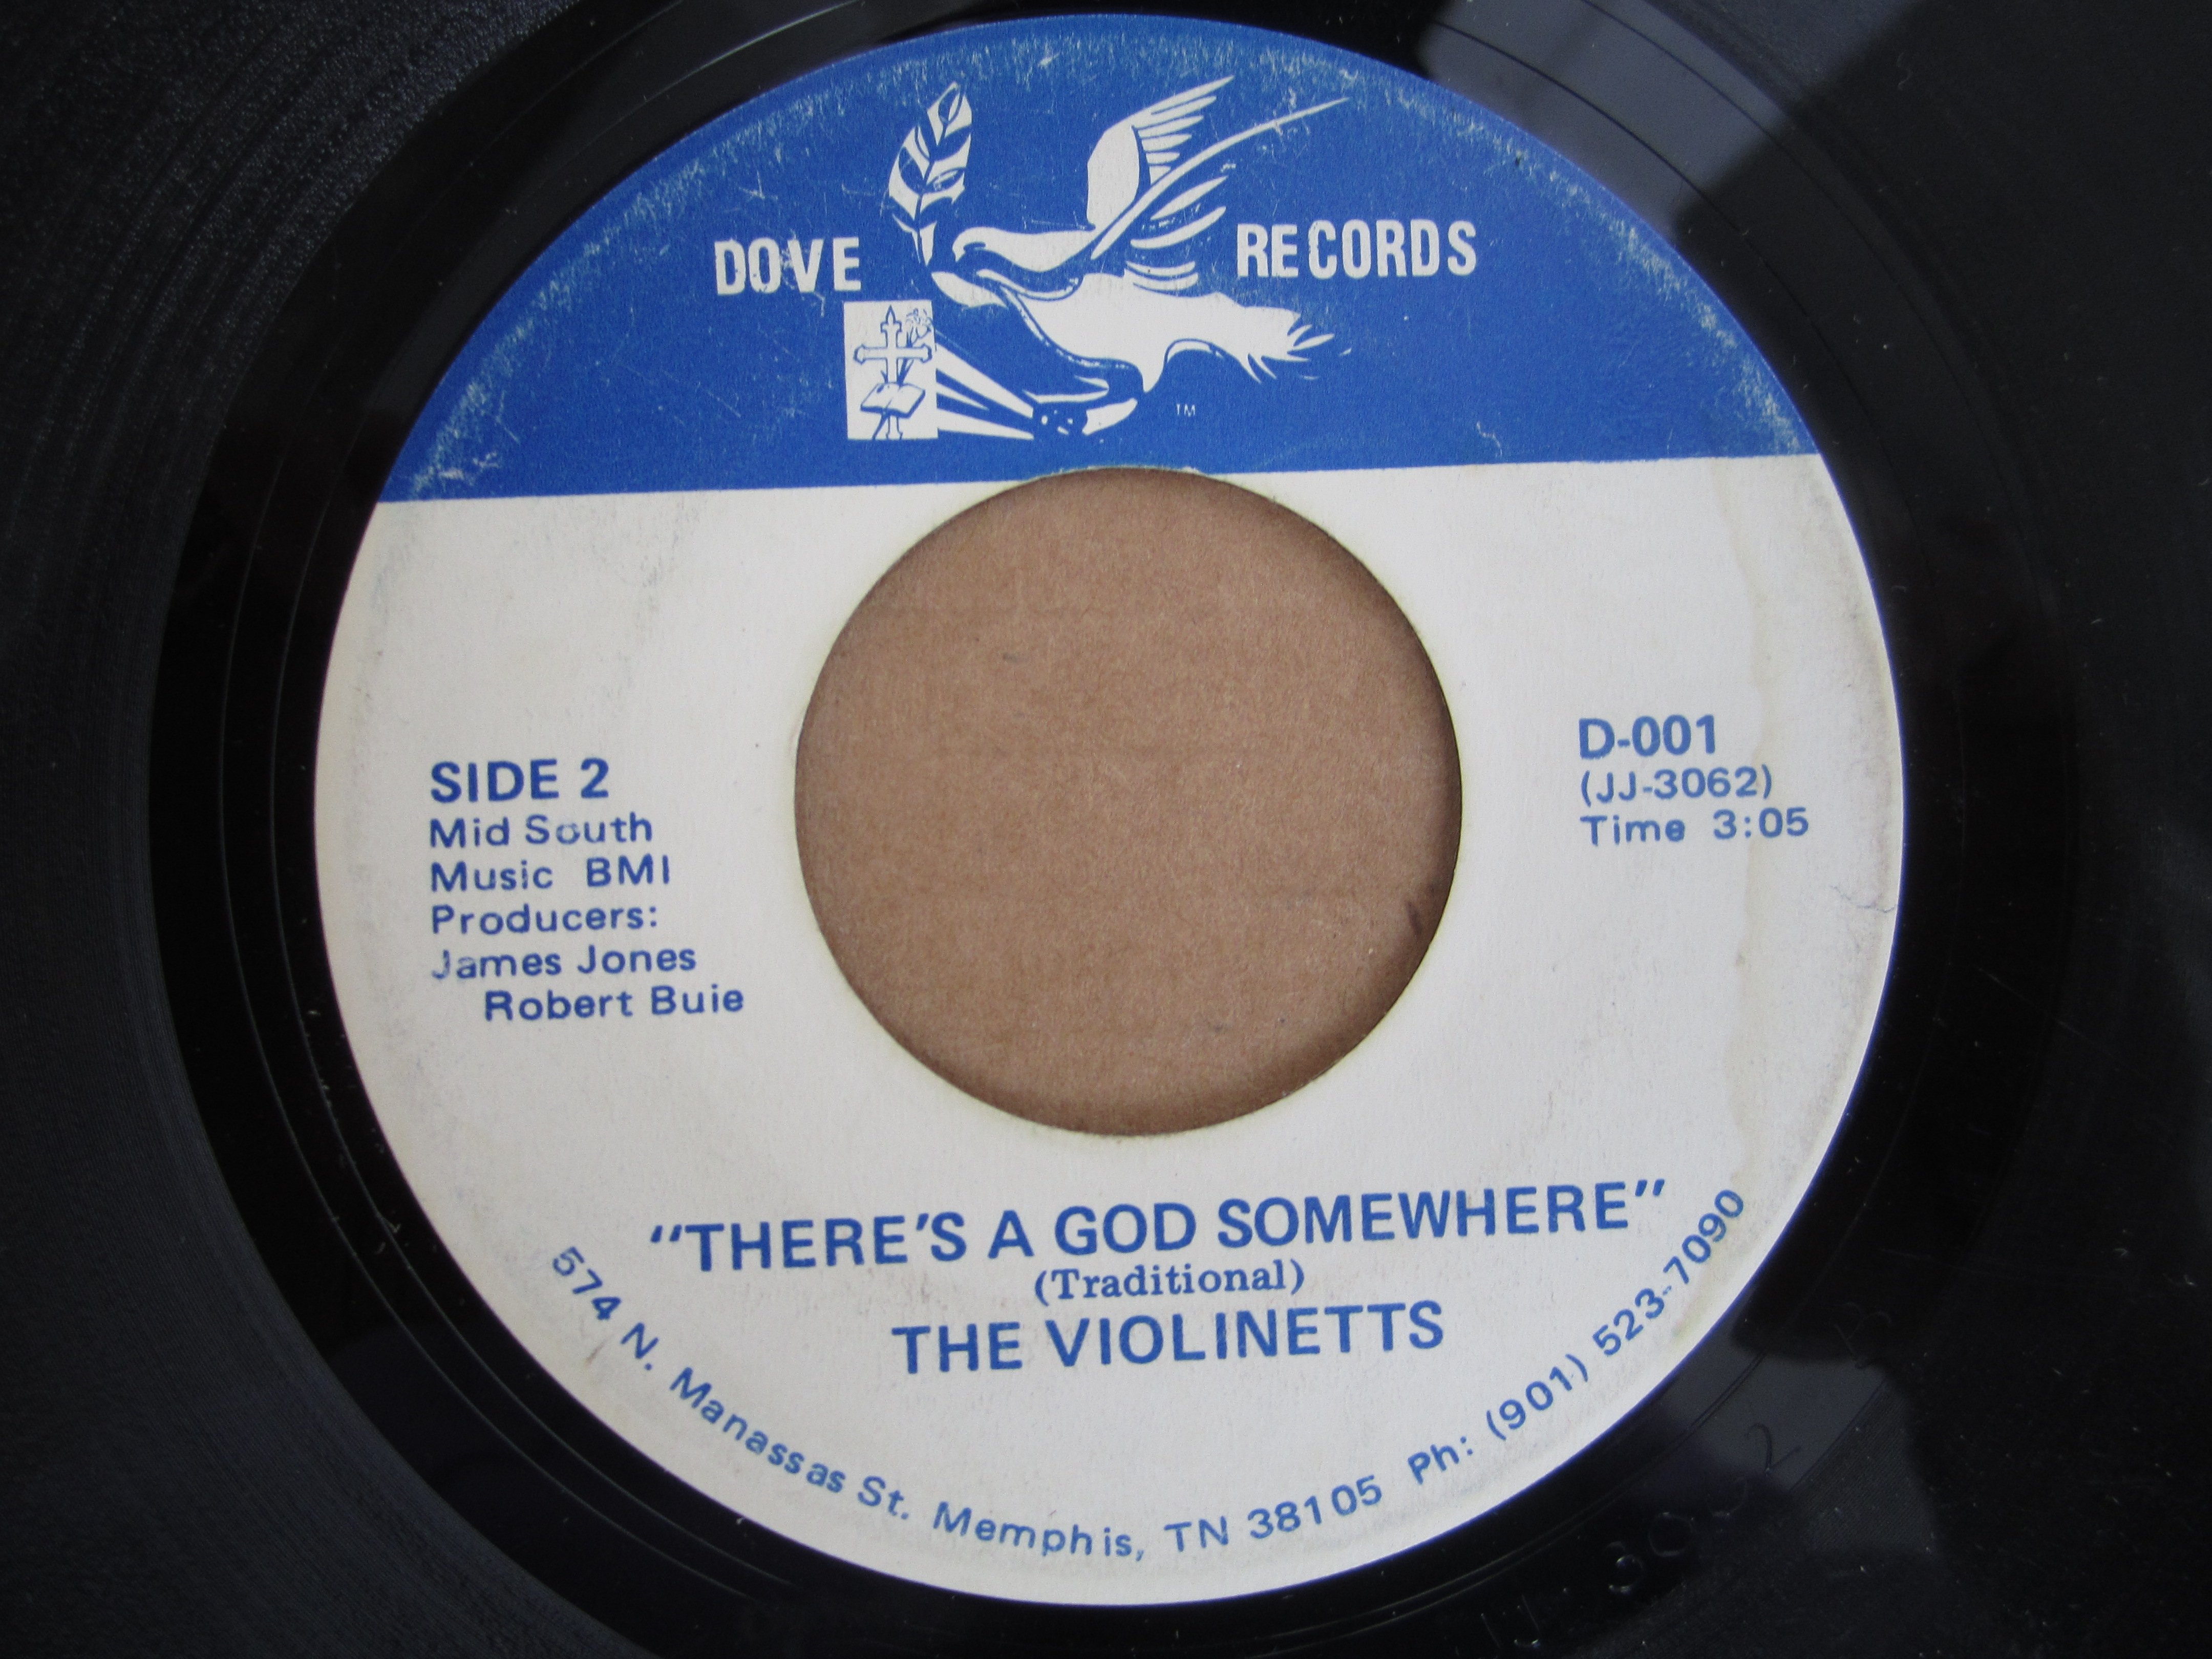 DOVE RECORDS
TM
SIDE 2
Mid South
Music BMI
Producers:
James Jones
Robert Buie
D-001
(JJ-3062)
Time 3:05
"THERE'S A GOD SOMEWHERE"
(Traditional)
THE VIOLINETTS
574 N. Manassas St. Memphis, TN 38105 Ph: (901) 523-7090